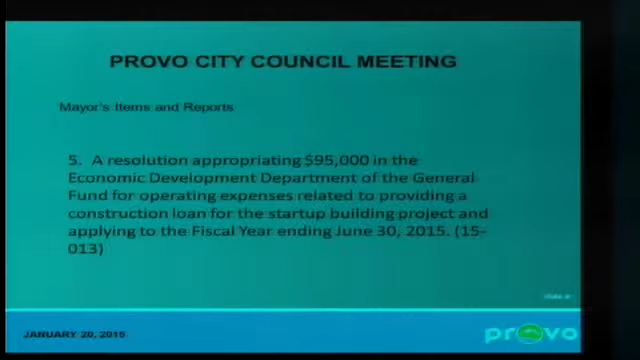 PROVO CITY COUNCIL MEETING
Mayor's Items and Reports
5. A resolution appropriating $95,000 in the
Economic Development Department of the General
Fund for operating expenses related to providing a
construction loan for the startup building project and
applying to the Fiscal Year ending June 30, 2015. (15-
013)
JANUARY 20, 2015
provo